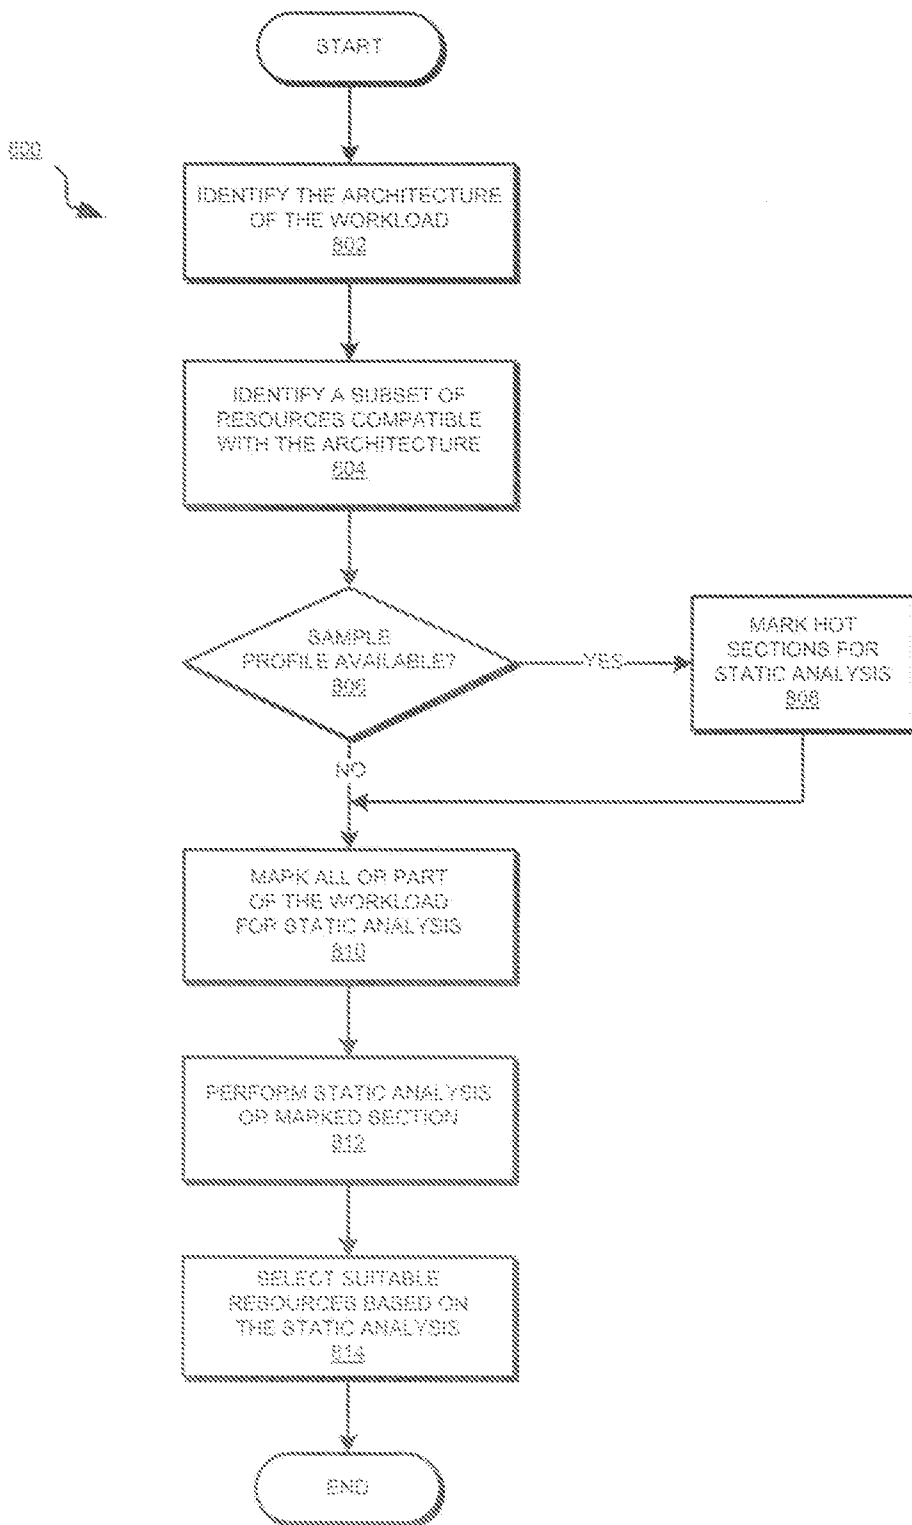 START
800
IDENTIFY THE ARCHITECTURE
OF THE WORKLOAD
802
IDENTIFY A SUBSET OF
RESOURCES COMPATIBLE
WITH THE ARCHITECTURE
804
SAMPLE
PROFILE AVAILABLE?
806
YES
MARK HOT
SECTIONS FOR
STATIC ANALYSIS
808
NO
MARK ALL OR PART
OF THE WORKLOAD
FOR STATIC ANALYSIS
810
PERFORM STATIC ANALYSIS
OR MARKED SECTION
812
SELECT SUITABLE
RESOURCES BASED ON
THE STATIC ANALYSIS
814
END